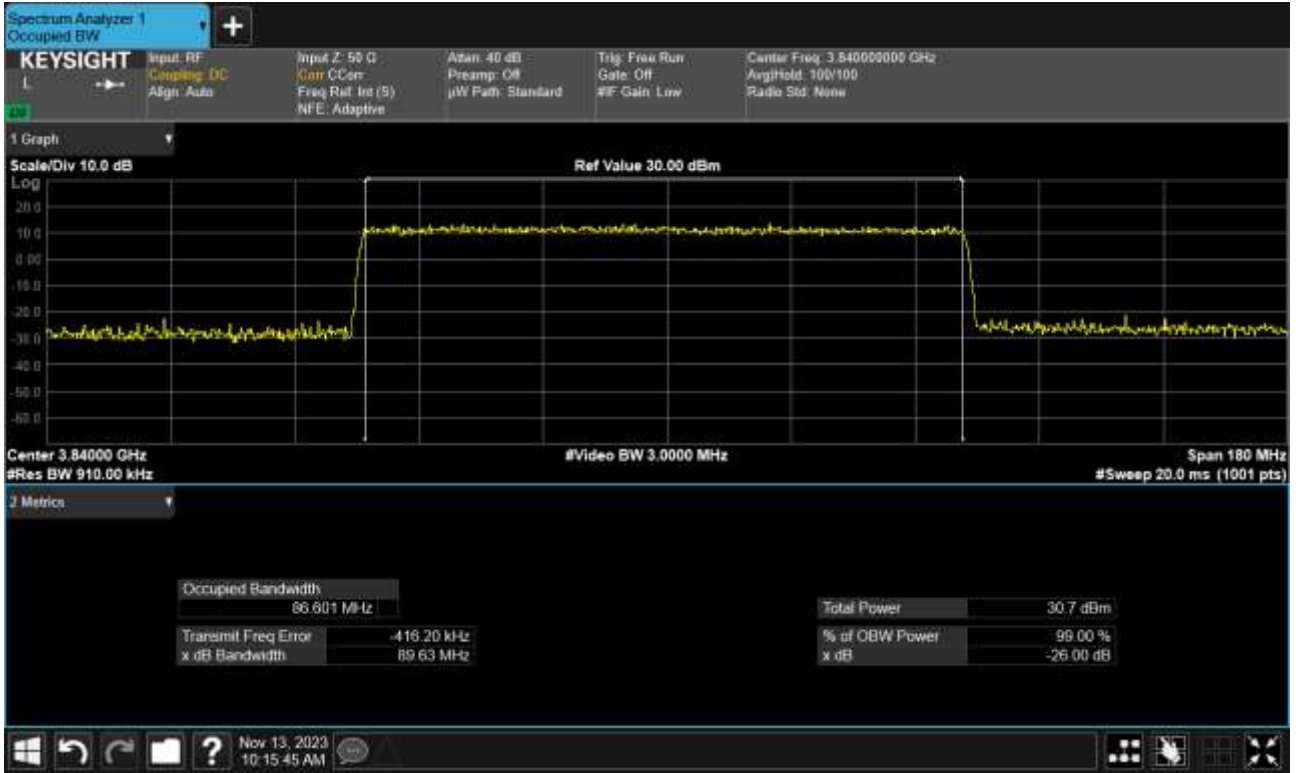 Spectrum Analyzer 1
Occupied BW
+
KEYSIGHT
L
Input: RF
Coupling: DC
Align: Auto
Input Z: 50 Ω
Corr CCorr
Freq Ref: Int (S)
NFE: Adaptive
Atten: 40 dB
Preamp: Off
µW Path: Standard
Trig: Free Run
Gate: Off
#IF Gain: Low
Center Freq: 3.840000000 GHz
Avg|Hold: 100/100
Radio Std: None
1 Graph
Scale/Div 10.0 dB
Ref Value 30.00 dBm
Log
20.0
10.0
0.00
-10.0
-20.0
-30.0
-40.0
-50.0
-60.0
Center 3.84000 GHz
#Video BW 3.0000 MHz
Span 180 MHz
#Res BW 910.00 kHz
#Sweep 20.0 ms (1001 pts)
2 Metrics
Occupied Bandwidth
86.601 MHz
Total Power 30.7 dBm
Transmit Freq Error -416.20 kHz
% of OBW Power 99.00 %
x dB Bandwidth 89.63 MHz
x dB -26.00 dB
?
Nov 13, 2023
10:15:45 AM